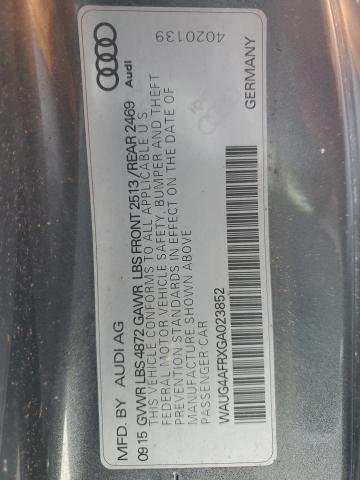 MFD. BY AUDI AG
09 15 GVWR LBS 4872 GAWR LBS FRONT 2513 / REAR 2469
THIS VEHICLE CONFORMS TO ALL APPLICABLE U.S.
FEDERAL MOTOR VEHICLE SAFETY, BUMPER AND THEFT
PREVENTION STANDARDS IN EFFECT ON THE DATE OF
MANUFACTURE SHOWN ABOVE
PASSENGER CAR
WAUG4AFRXGA023852
GERMANY
Audi
4020139